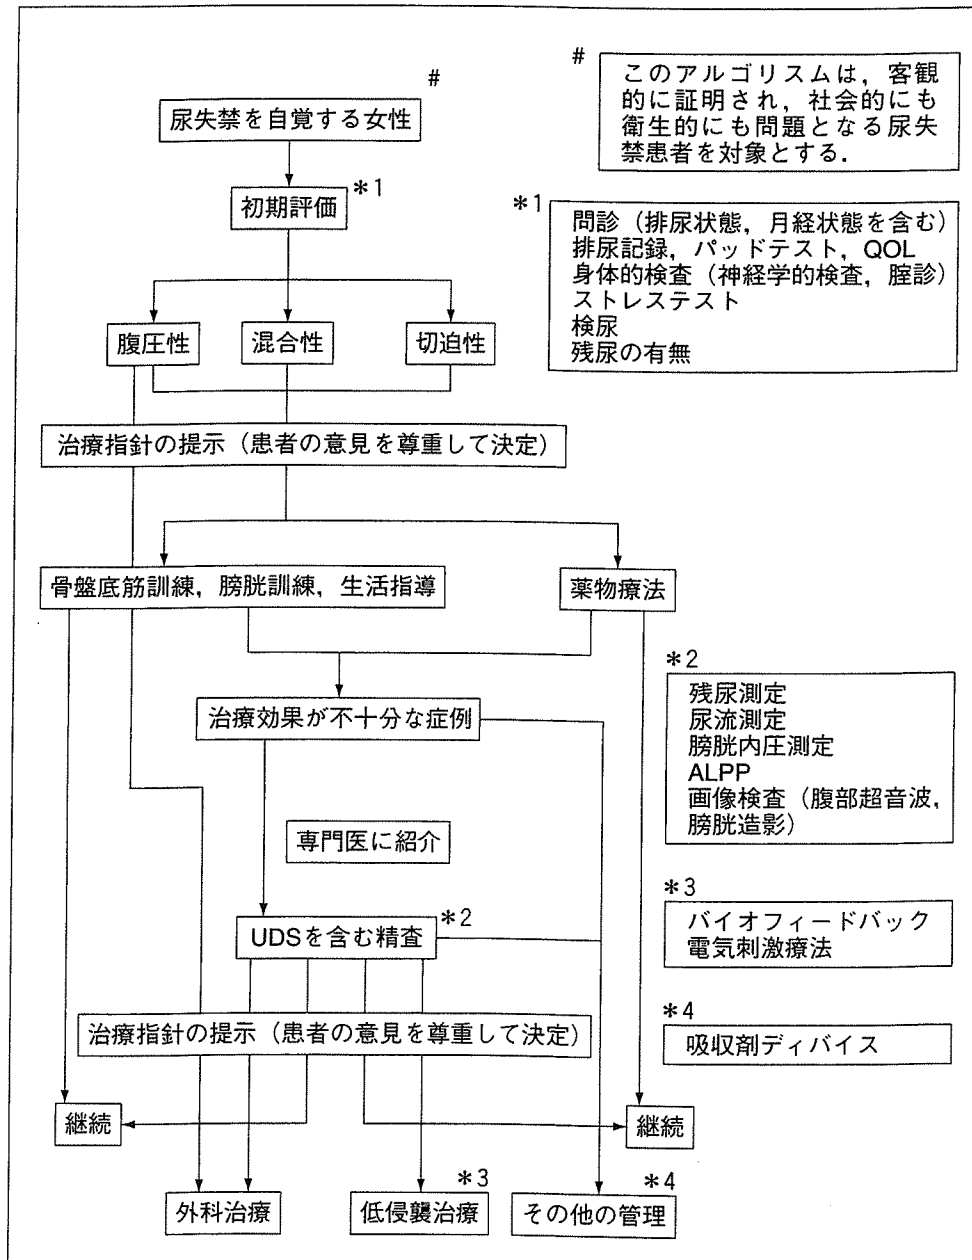 #
尿失禁を自覚する女性
#
このアルゴリスムは，客観
的に証明され，社会的にも
衛生的にも問題となる尿失
禁患者を対象とする．
初期評価
*1
*1
問診（排尿状態，月経状態を含む）
排尿記録，パッドテスト，QOL
身体的検査（神経学的検査，腟診）
ストレステスト
検尿
残尿の有無
腹圧性
混合性
切迫性
治療指針の提示（患者の意見を尊重して決定）
骨盤底筋訓練，膀胱訓練，生活指導
薬物療法
治療効果が不十分な症例
*2
残尿測定
尿流測定
膀胱内圧測定
ALPP
画像検査（腹部超音波，
膀胱造影）
専門医に紹介
UDSを含む精査
*2
*3
バイオフィードバック
電気刺激療法
治療指針の提示（患者の意見を尊重して決定）
*4
吸収剤ディバイス
継続
継続
外科治療
*3
低侵襲治療
*4
その他の管理